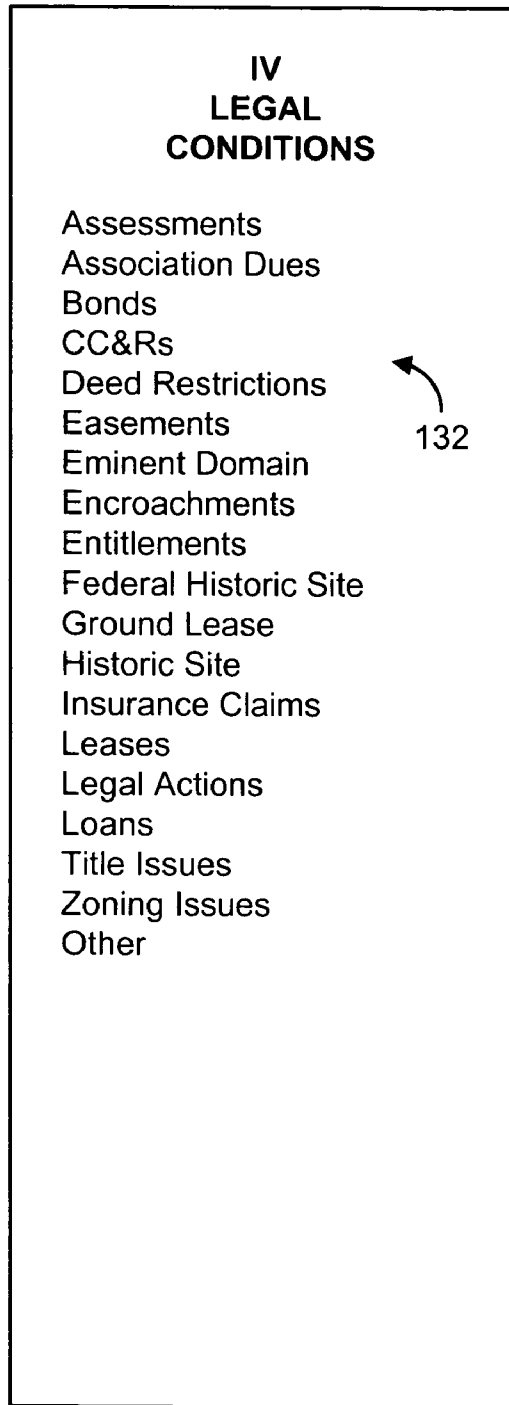 IV
LEGAL
CONDITIONS
Assessments
Association Dues
Bonds
CC&Rs
Deed Restrictions
Easements
132
Eminent Domain
Encroachments
Entitlements
Federal Historic Site
Ground Lease
Historic Site
Insurance Claims
Leases
Legal Actions
Loans
Title Issues
Zoning Issues
Other